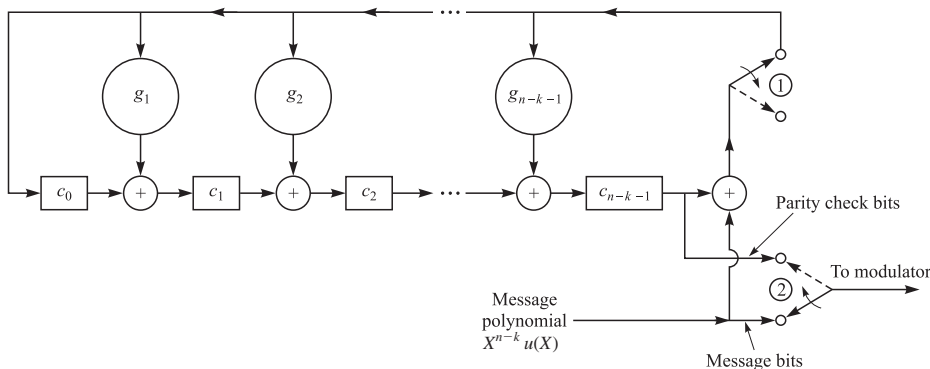 ...
g₁
g₂
gₙ₋ₖ₋₁
1
c₀
+
c₁
+
c₂
...
+
cₙ₋ₖ₋₁
+
Parity check bits
To modulator
2
Message
polynomial
Xⁿ⁻ᵏ u(X)
Message bits